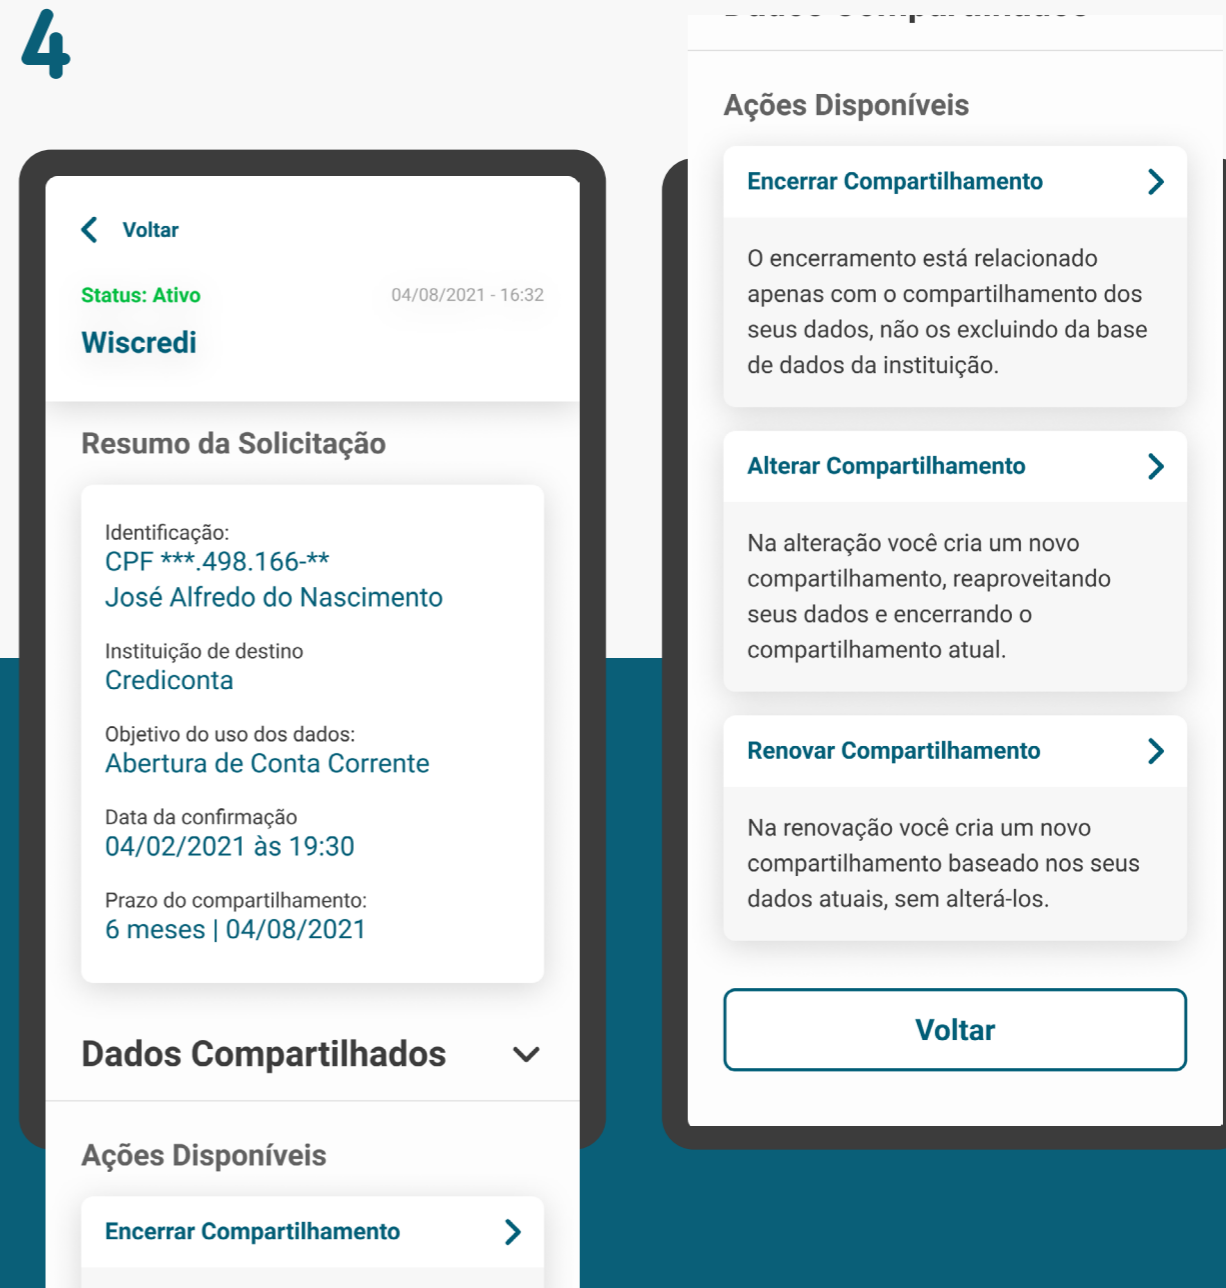 4
Voltar
Status: Ativo
04/08/2021 - 16:32
Wiscredi
Resumo da Solicitação
Identificação:
CPF ***.498.166-**
José Alfredo do Nascimento
Instituição de destino
Crediconta
Objetivo do uso dos dados:
Abertura de Conta Corrente
Data da confirmação
04/02/2021 às 19:30
Prazo do compartilhamento:
6 meses | 04/08/2021
Dados Compartilhados
Ações Disponíveis
Encerrar Compartilhamento
Dados Compartilhados
Ações Disponíveis
Encerrar Compartilhamento
O encerramento está relacionado
apenas com o compartilhamento dos
seus dados, não os excluindo da base
de dados da instituição.
Alterar Compartilhamento
Na alteração você cria um novo
compartilhamento, reaproveitando
seus dados e encerrando o
compartilhamento atual.
Renovar Compartilhamento
Na renovação você cria um novo
compartilhamento baseado nos seus
dados atuais, sem alterá-los.
Voltar